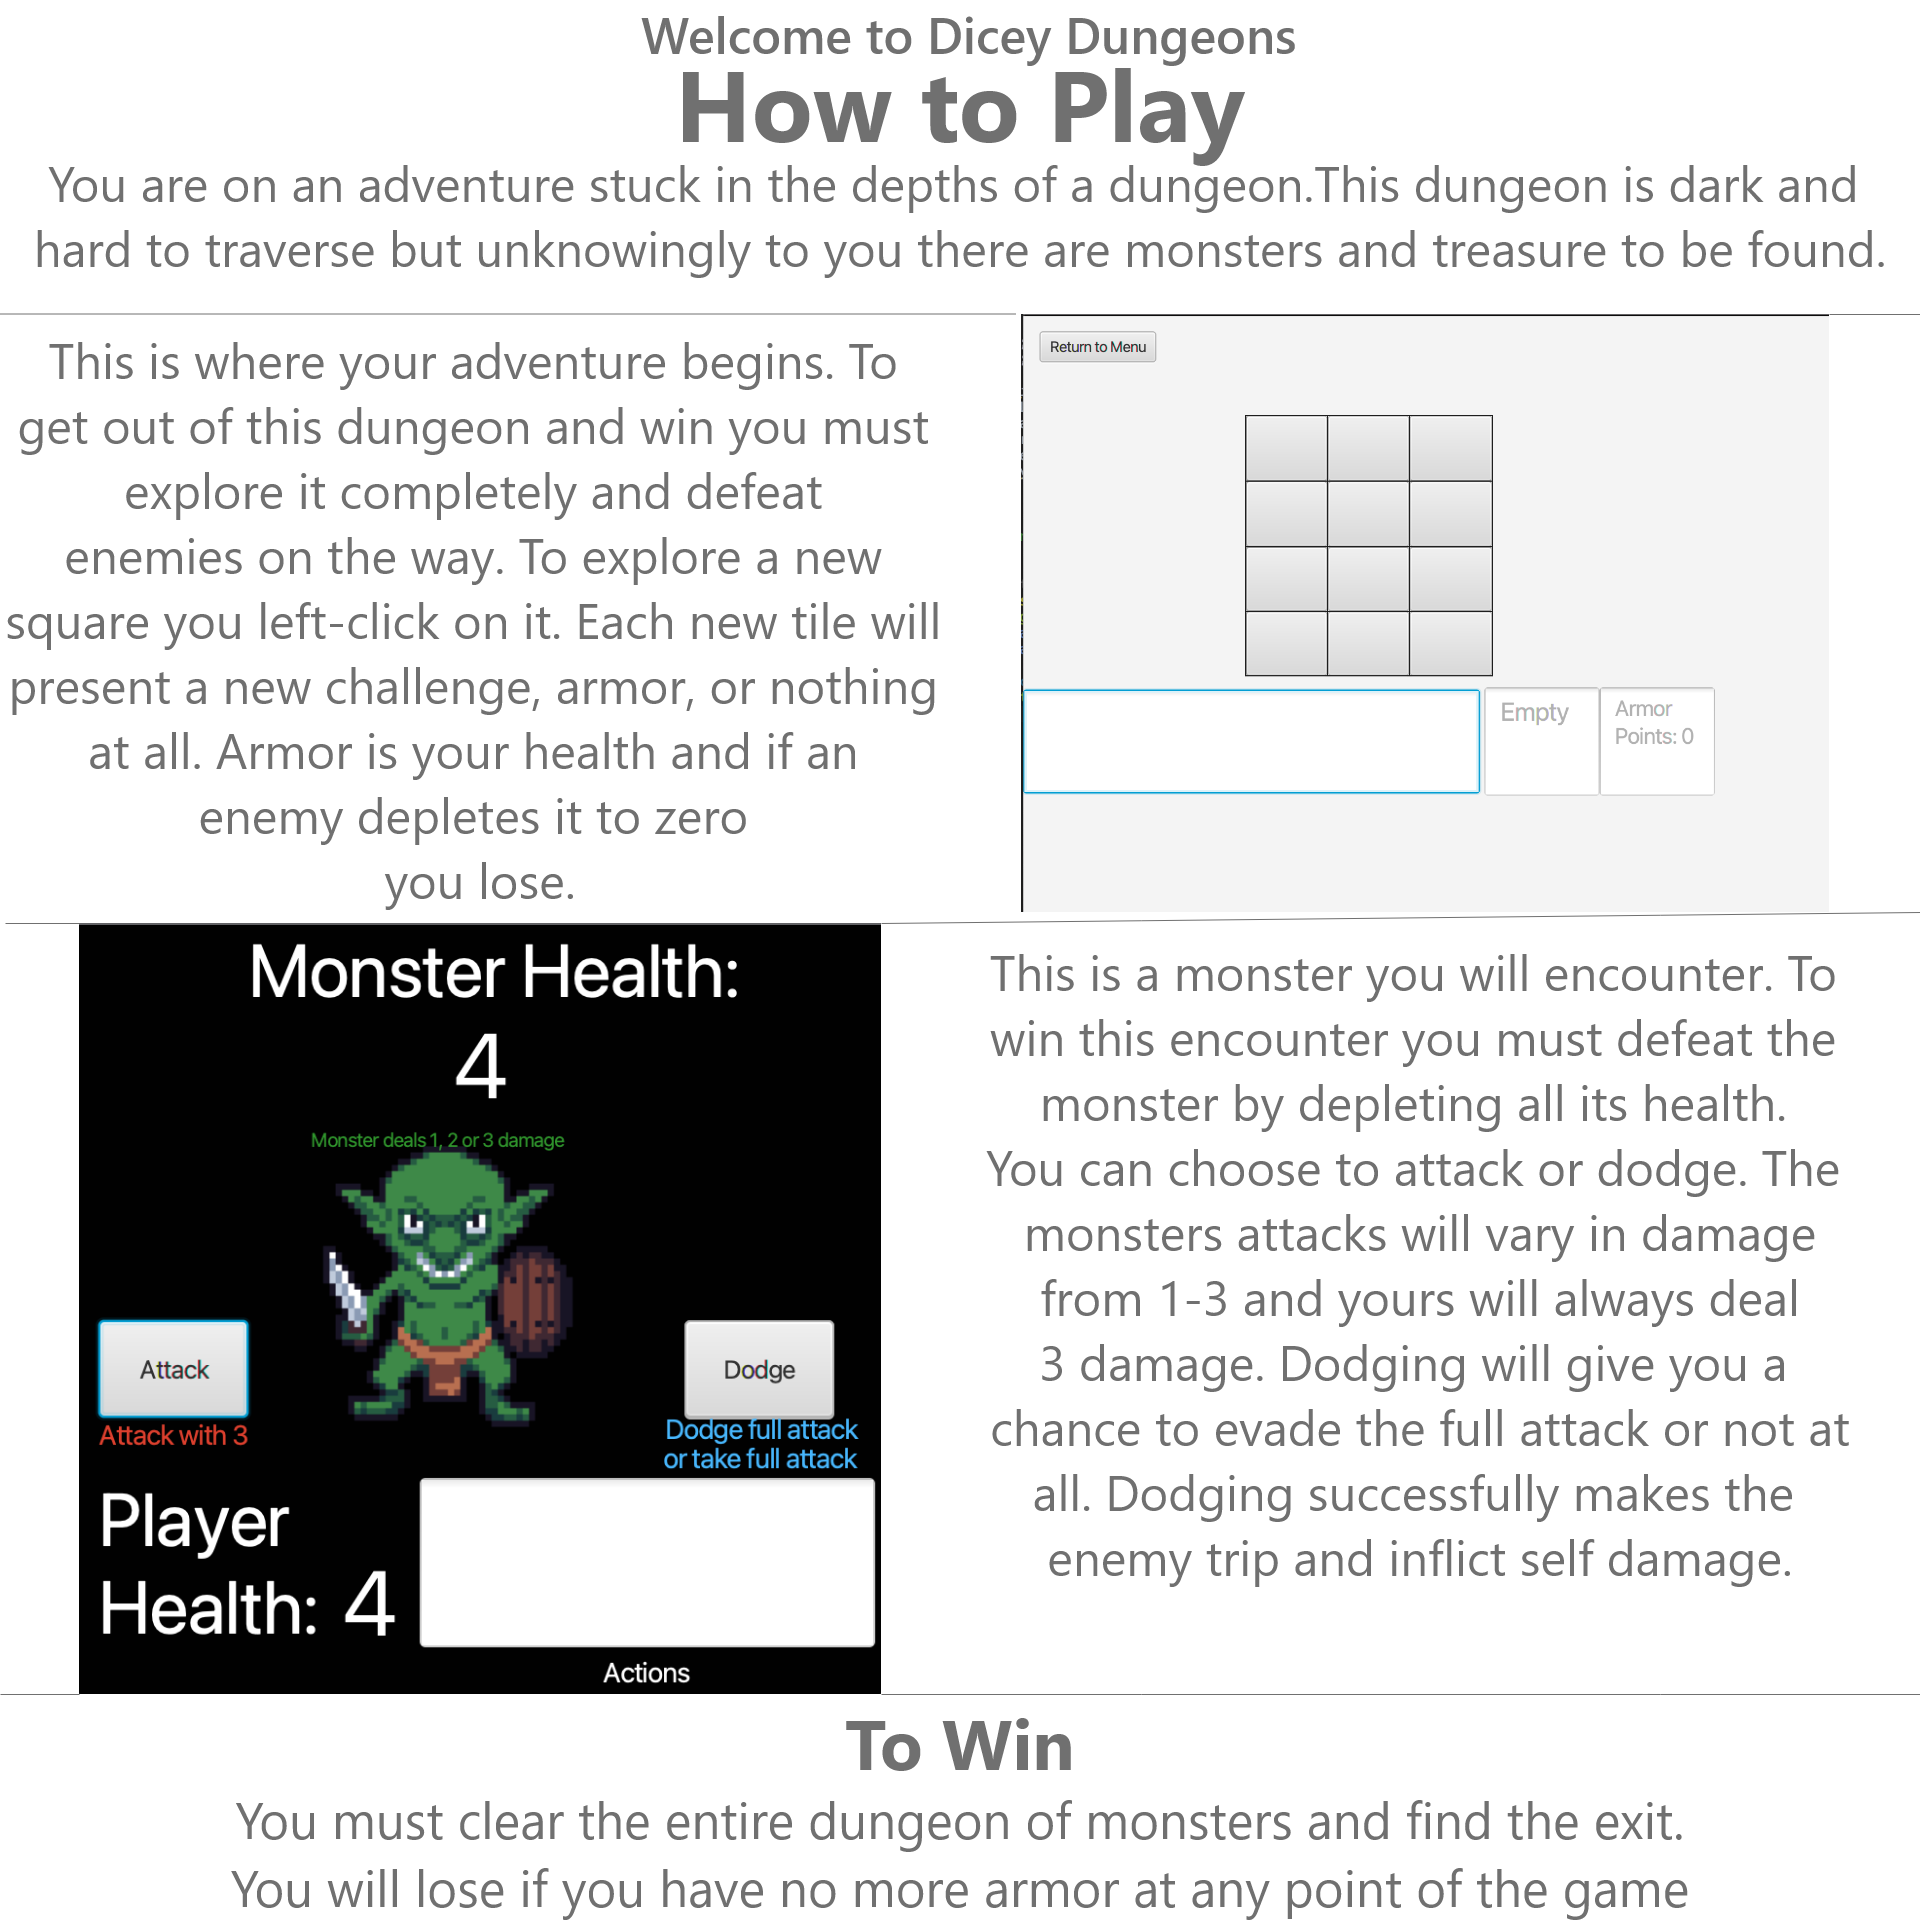 Welcome to Dicey Dungeons
How to Play
You are on an adventure stuck in the depths of a dungeon.This dungeon is dark and
hard to traverse but unknowingly to you there are monsters and treasure to be found.
This is where your adventure begins. To
get out of this dungeon and win you must
explore it completely and defeat
enemies on the way. To explore a new
square you left-click on it. Each new tile will
present a new challenge, armor, or nothing
at all. Armor is your health and if an
enemy depletes it to zero
you lose.
Return to Menu
Empty
Armor
Points: 0
Monster Health:
4
Monster deals 1, 2 or 3 damage
Attack
Attack with 3
Dodge
Dodge full attack
or take full attack
Player
Health: 4
Actions
This is a monster you will encounter. To
win this encounter you must defeat the
monster by depleting all its health.
You can choose to attack or dodge. The
monsters attacks will vary in damage
from 1-3 and yours will always deal
3 damage. Dodging will give you a
chance to evade the full attack or not at
all. Dodging successfully makes the
enemy trip and inflict self damage.
To Win
You must clear the entire dungeon of monsters and find the exit.
You will lose if you have no more armor at any point of the game